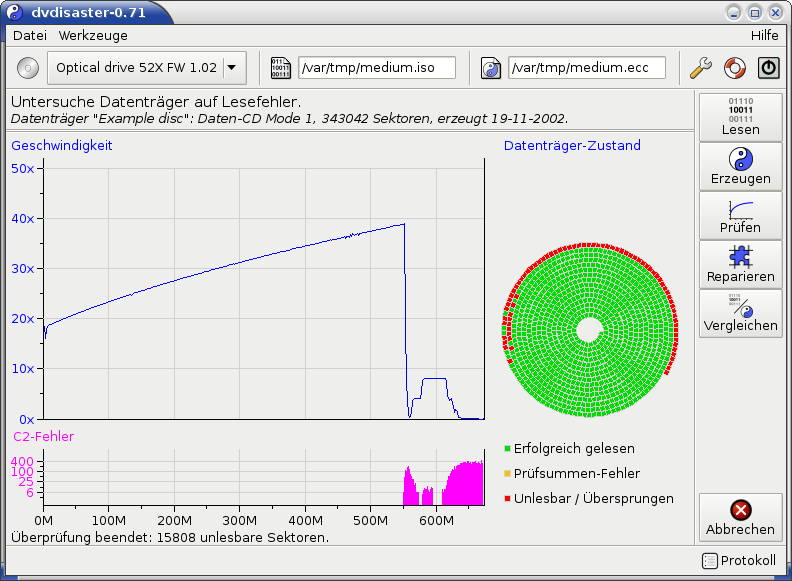 dvdisaster-0.71
Datei Werkzeuge Hilfe
Optical drive 52X FW 1.02
/var/tmp/medium.iso
/var/tmp/medium.ecc
Untersuche Datenträger auf Lesefehler.
Datenträger "Example disc": Daten-CD Mode 1, 343042 Sektoren, erzeugt 19-11-2002.
Geschwindigkeit
50x
40x
30x
20x
10x
0x
C2-Fehler
400
100
25
6
0M 100M 200M 300M 400M 500M 600M
Überprüfung beendet: 15808 unlesbare Sektoren.
Datenträger-Zustand
Erfolgreich gelesen
Prüfsummen-Fehler
Unlesbar / Übersprungen
01110
10011
00111
Lesen
Erzeugen
Prüfen
Reparieren
Vergleichen
Abbrechen
Protokoll